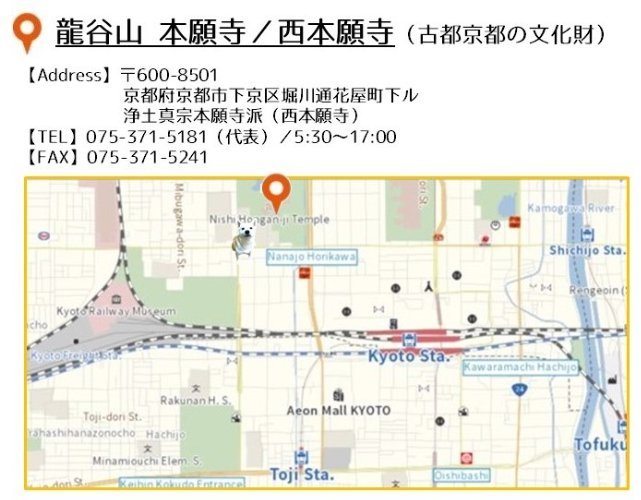 龍谷山 本願寺／西本願寺（古都京都の文化財）
【Address】〒600-8501
京都府京都市下京区堀川通花屋町下ル
浄土真宗本願寺派（西本願寺）
【TEL】075-371-5181（代表）／5:30～17:00
【FAX】075-371-5241
Mibugawa-dori St.
ori St.
Nishi Honganji Temple
Kamogawa River
Shichijo Sta.
Nanajo Horikawa
Rengeoin (S
Kyoto Railway Museum
ncho
Kyoto Freight Sta.
Kyoto Sta.
Kawaramachi Hachijo
24
Rakunan H. S.
Aeon Mall KYOTO
Toji-dori St.
arahashihanazonocho
Hachijo
Tofuku
Minamiouchi Elem. S.
Toji Sta.
Oishibashi
Keihin Kokudo Entrance